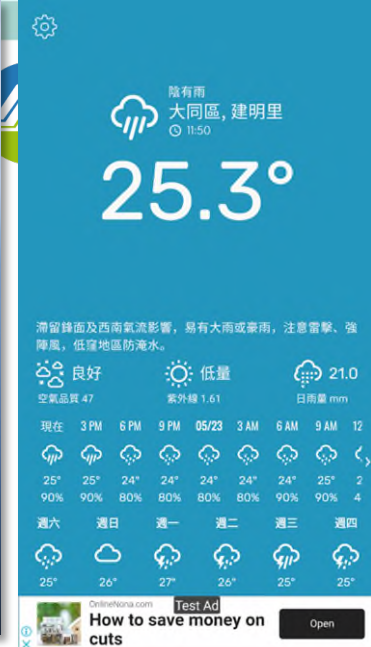 陰有雨
大同區, 建明里
11:50
25.3°
滯留鋒面及西南氣流影響，易有大雨或豪雨，注意雷擊、強
陣風，低窪地區防淹水。
良好 低量 21.0
空氣品質 47 紫外線 1.61 日雨量 mm
現在 3 PM 6 PM 9 PM 05/23 3 AM 6 AM 9 AM 12
25° 25° 24° 24° 24° 24° 24° 25° 2
90% 90% 80% 80% 80% 80% 90% 90% 4
週六 週日 週一 週二 週三 週四
25° 26° 27° 26° 25° 25°
OnlineNona.com
Test Ad
How to save money on
cuts
Open